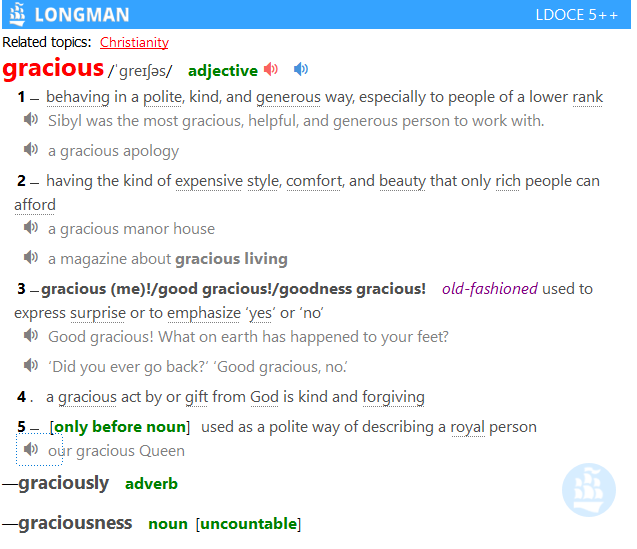 LONGMAN LDOCE 5++
Related topics: Christianity
gracious /ˈɡreɪʃəs/ adjective
1 – behaving in a polite, kind, and generous way, especially to people of a lower rank
Sibyl was the most gracious, helpful, and generous person to work with.
a gracious apology
2 – having the kind of expensive style, comfort, and beauty that only rich people can
afford
a gracious manor house
a magazine about gracious living
3 –gracious (me)!/good gracious!/goodness gracious! old-fashioned used to
express surprise or to emphasize ‘yes’ or ‘no’
Good gracious! What on earth has happened to your feet?
‘Did you ever go back?’ ‘Good gracious, no.’
4 . a gracious act by or gift from God is kind and forgiving
5 – [only before noun] used as a polite way of describing a royal person
our gracious Queen
—graciously adverb
—graciousness noun [uncountable]